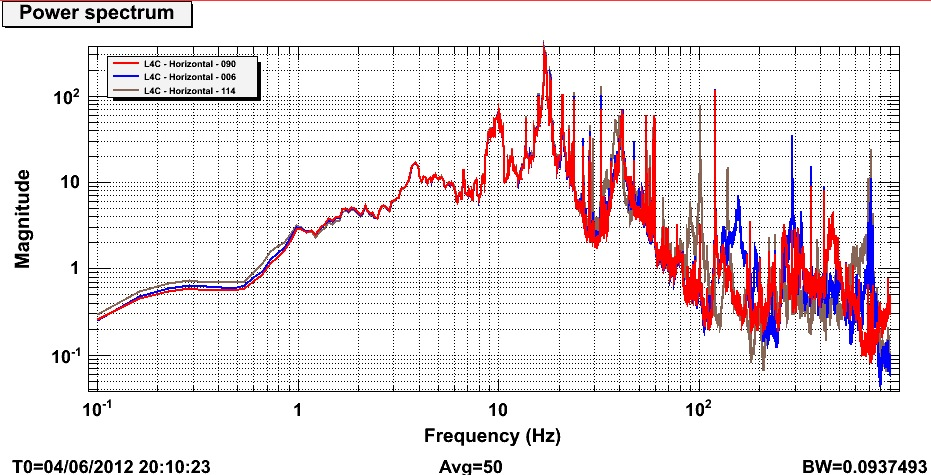 Power spectrum
L4C - Horizontal - 090
L4C - Horizontal - 006
L4C - Horizontal - 114
Magnitude
10²
10
1
10⁻¹
10⁻¹ 1 10 10²
Frequency (Hz)
T0=04/06/2012 20:10:23 Avg=50 BW=0.0937493